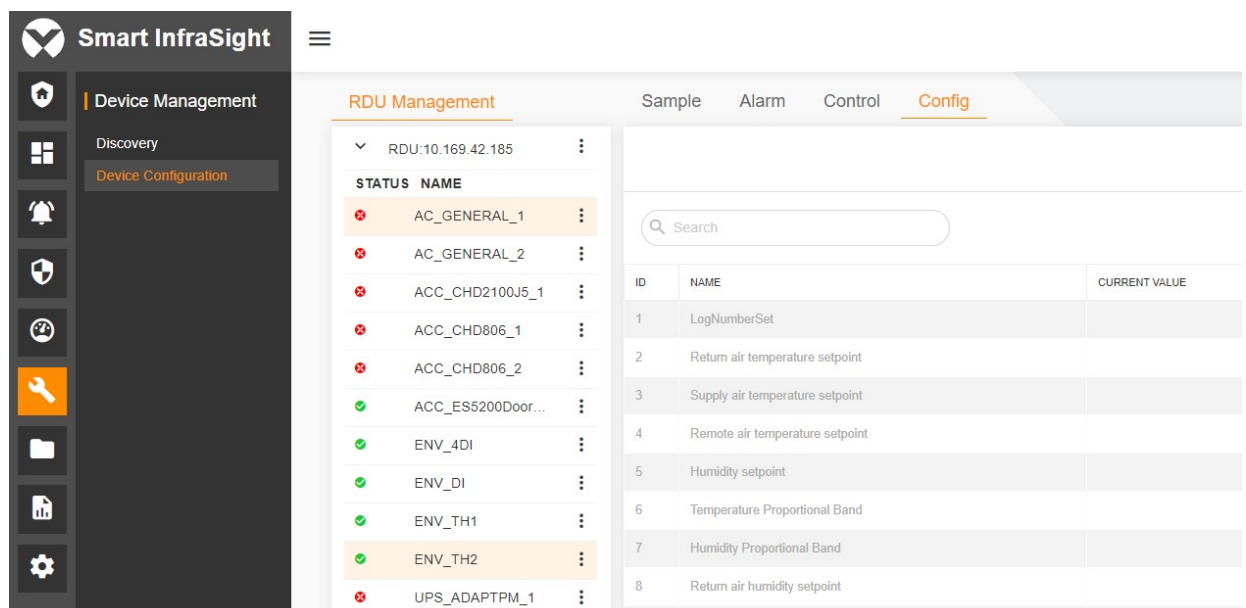 Smart InfraSight
Device Management
Discovery
Device Configuration
RDU Management
RDU:10.169.42.185
STATUS NAME
AC_GENERAL_1
AC_GENERAL_2
ACC_CHD2100J5_1
ACC_CHD806_1
ACC_CHD806_2
ACC_ES5200Door...
ENV_4DI
ENV_DI
ENV_TH1
ENV_TH2
UPS_ADAPTPM_1
Sample Alarm Control Config
Search
ID NAME CURRENT VALUE
1 LogNumberSet
2 Return air temperature setpoint
3 Supply air temperature setpoint
4 Remote air temperature setpoint
5 Humidity setpoint
6 Temperature Proportional Band
7 Humidity Proportional Band
8 Return air humidity setpoint